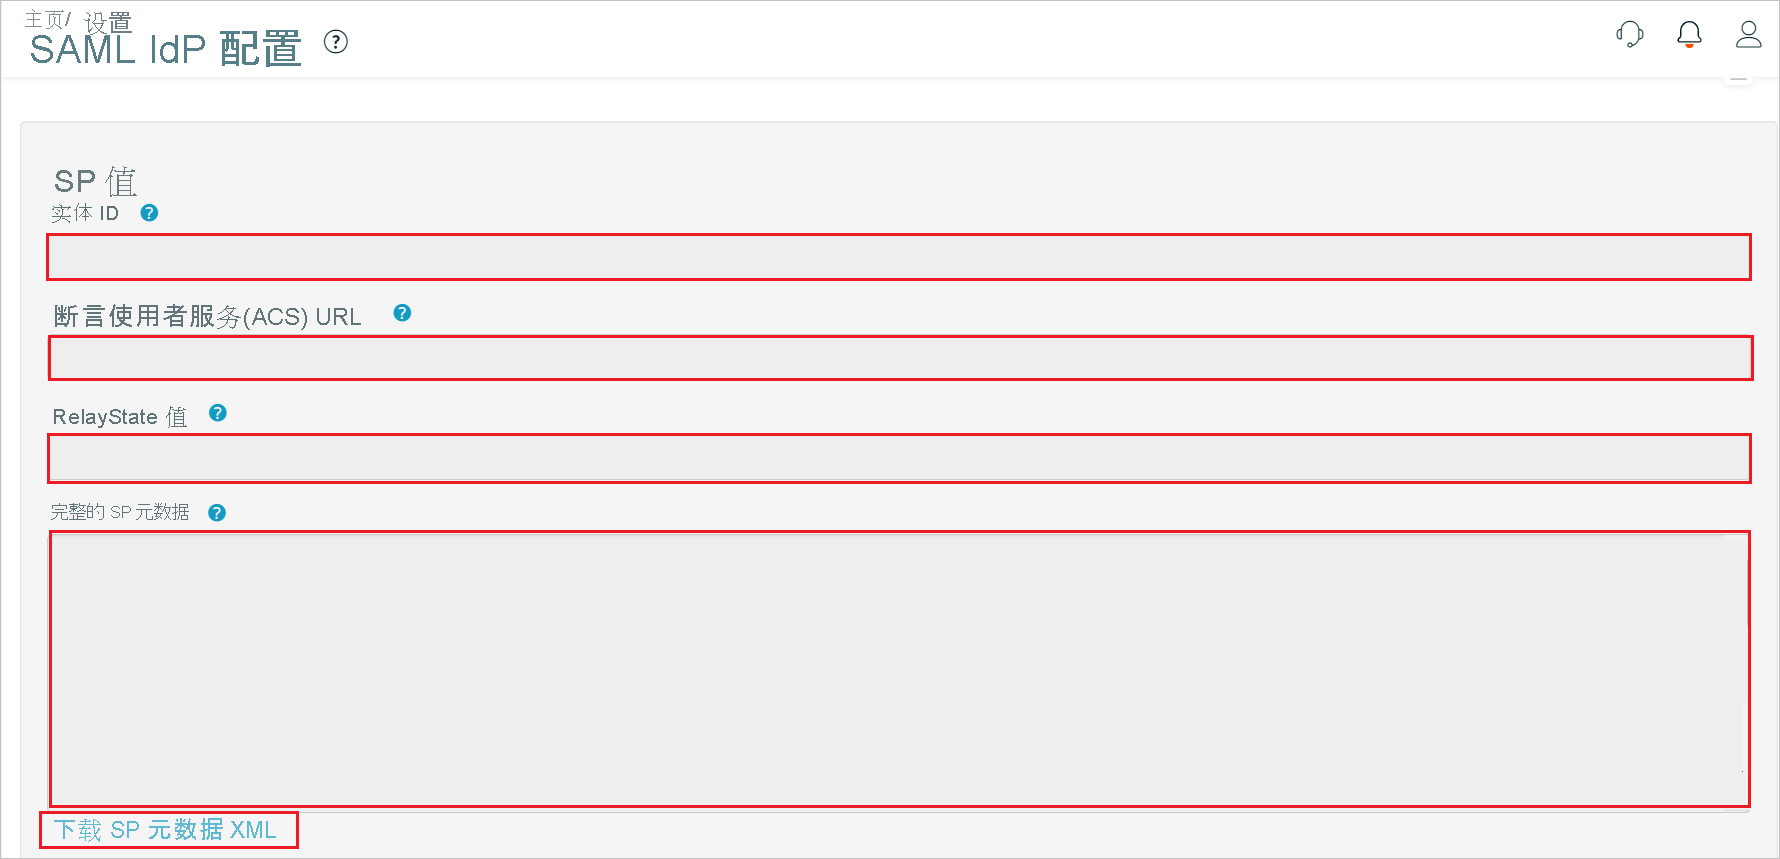 主页/ 设置
SAML IdP 配置
SP 值
实体 ID
断言使用者服务(ACS) URL
RelayState 值
完整的 SP 元数据
下载 SP 元数据 XML